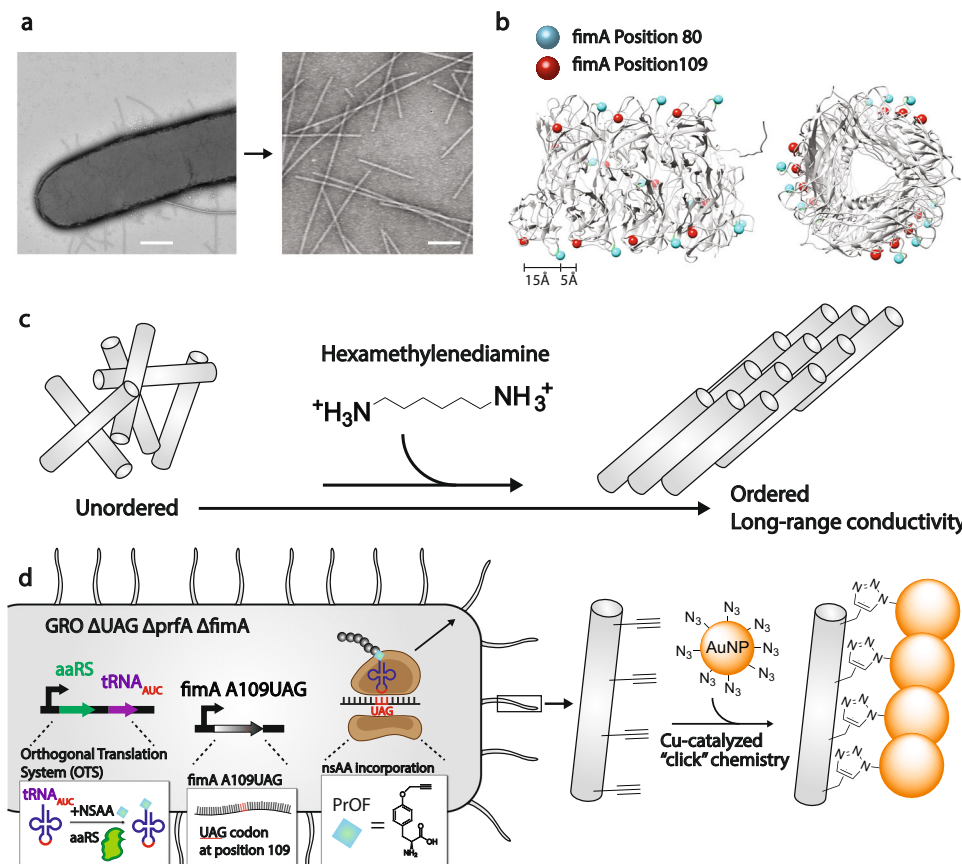 a
b
fimA Position 80
fimA Position109
15Å 5Å
c
Hexamethylenediamine
⁺H₃N
NH₃⁺
Unordered
Ordered
Long-range conductivity
d
GRO ΔUAG ΔprfA ΔfimA
aaRS
tRNA_AUC
fimA A109UAG
UAG
Orthogonal Translation
System (OTS)
tRNA_AUC
+NSAA
aaRS
fimA A109UAG
UAG codon
at position 109
nsAA incorporation
PrOF
=
O
O
OH
NH₂
N₃
N₃
N₃
N₃
N₃
N₃
N₃
N₃
AuNP
Cu-catalyzed
“click” chemistry
N N N
N N N
N N N
N N N